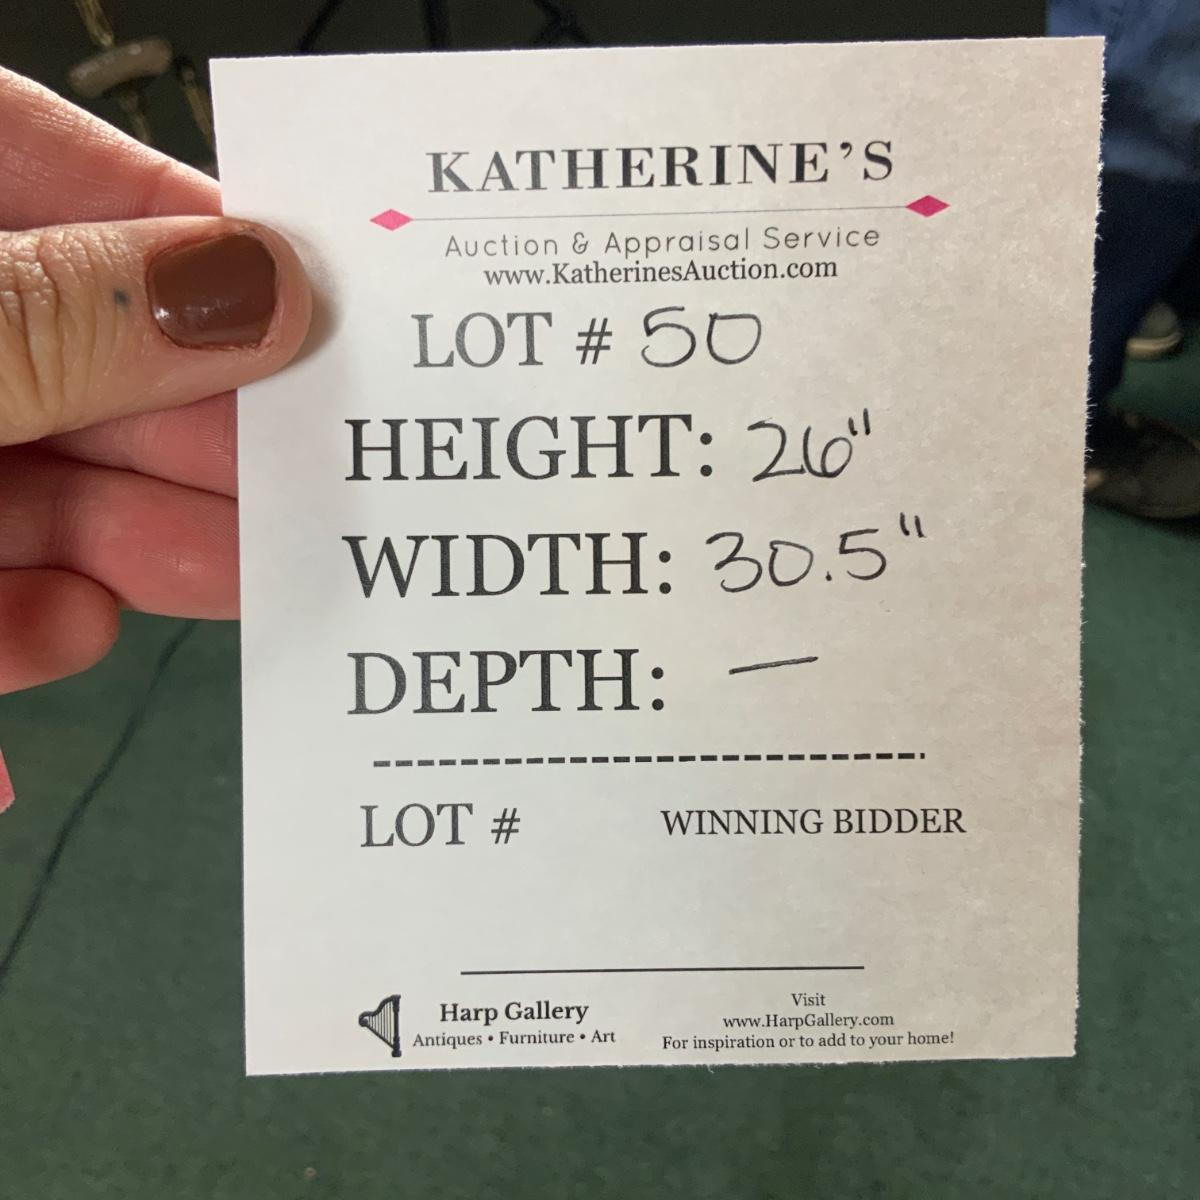 KATHERINE'S
Auction & Appraisal Service
www.KatherinesAuction.com
LOT # 50
HEIGHT: 26"
WIDTH: 30.5"
DEPTH: —
LOT # WINNING BIDDER
Harp Gallery
Antiques • Furniture • Art
Visit
www.HarpGallery.com
For inspiration or to add to your home!